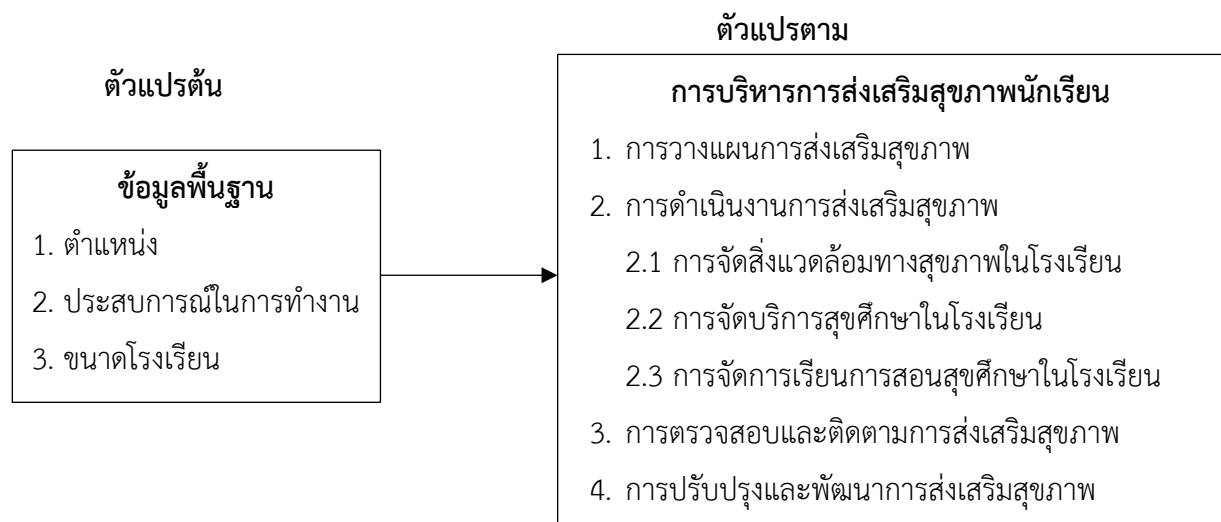 ตัวแปรต้น
ข้อมูลพื้นฐาน
1. ตำแหน่ง
2. ประสบการณ์ในการทำงาน
3. ขนาดโรงเรียน
ตัวแปรตาม
การบริหารการส่งเสริมสุขภาพนักเรียน
1. การวางแผนการส่งเสริมสุขภาพ
2. การดำเนินงานการส่งเสริมสุขภาพ
2.1 การจัดสิ่งแวดล้อมทางสุขภาพในโรงเรียน
2.2 การจัดบริการสุขศึกษาในโรงเรียน
2.3 การจัดการเรียนการสอนสุขศึกษาในโรงเรียน
3. การตรวจสอบและติดตามการส่งเสริมสุขภาพ
4. การปรับปรุงและพัฒนาการส่งเสริมสุขภาพ